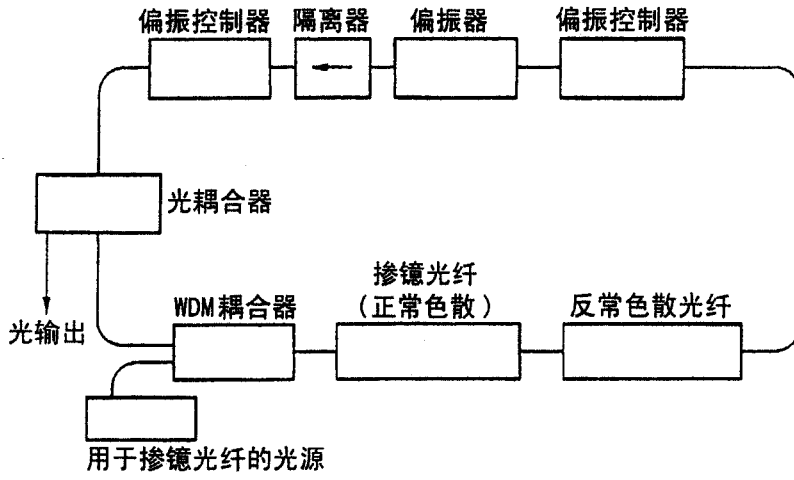 偏振控制器
隔离器
偏振器
偏振控制器
光耦合器
掺镱光纤
(正常色散)
反常色散光纤
WDM耦合器
光输出
用于掺镱光纤的光源